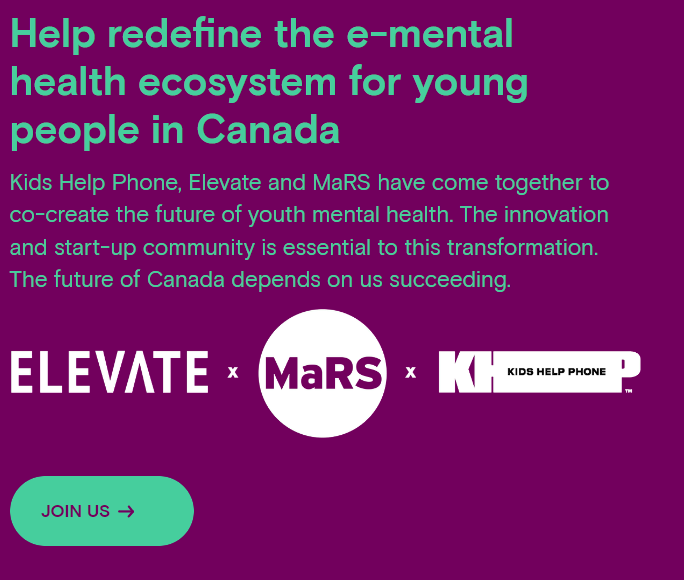 Help redefine the e-mental
health ecosystem for young
people in Canada
Kids Help Phone, Elevate and MaRS have come together to
co-create the future of youth mental health. The innovation
and start-up community is essential to this transformation.
The future of Canada depends on us succeeding.
ELEVATE x MaRS x KHP KIDS HELP PHONE ™
JOIN US →